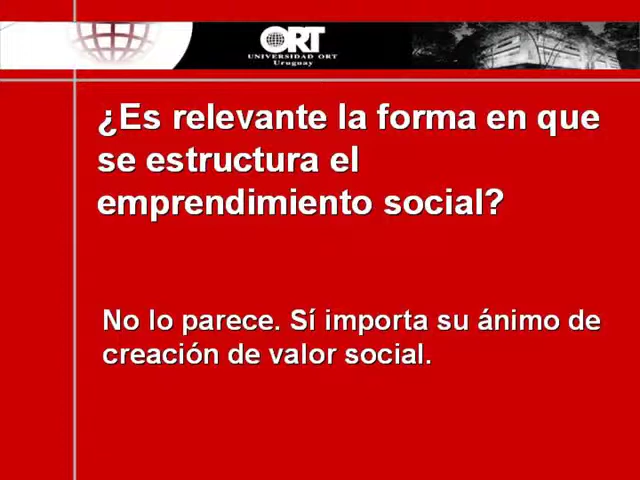 ORT
UNIVERSIDAD ORT
Uruguay
¿Es relevante la forma en que
se estructura el
emprendimiento social?
No lo parece. Sí importa su ánimo de
creación de valor social.